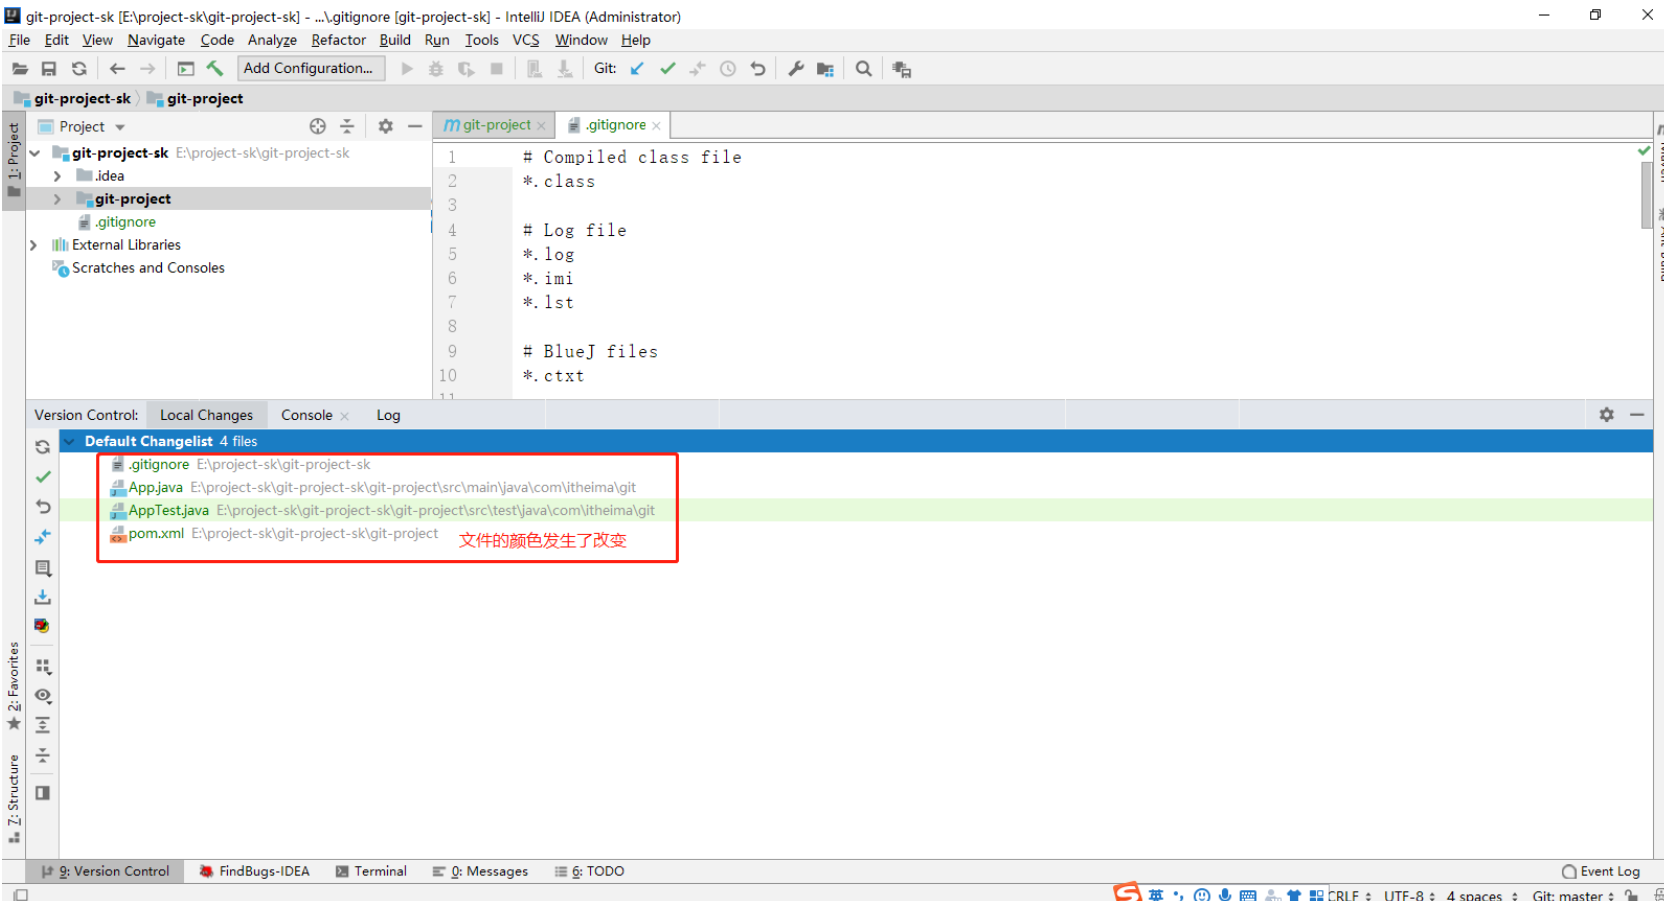 git-project-sk [E:\project-sk\git-project-sk] - ...\.gitignore [git-project-sk] - IntelliJ IDEA (Administrator)
File Edit View Navigate Code Analyze Refactor Build Run Tools VCS Window Help
Add Configuration... Git:
git-project-sk git-project
1: Project
Project
git-project-sk E:\project-sk\git-project-sk
.idea
git-project
.gitignore
External Libraries
Scratches and Consoles
git-project .gitignore
1 # Compiled class file
2 *.class
3
4 # Log file
5 *.log
6 *.imi
7 *.lst
8
9 # BlueJ files
10 *.ctxt
11
Version Control: Local Changes Console Log
Default Changelist 4 files
.gitignore E:\project-sk\git-project-sk
App.java E:\project-sk\git-project-sk\git-project\src\main\java\com\itheima\git
AppTest.java E:\project-sk\git-project-sk\git-project\src\test\java\com\itheima\git
pom.xml E:\project-sk\git-project-sk\git-project
文件的颜色发生了改变
2: Favorites
Z: Structure
9: Version Control FindBugs-IDEA Terminal 0: Messages 6: TODO Event Log
英 CRLF UTF-8 4 spaces Git: master